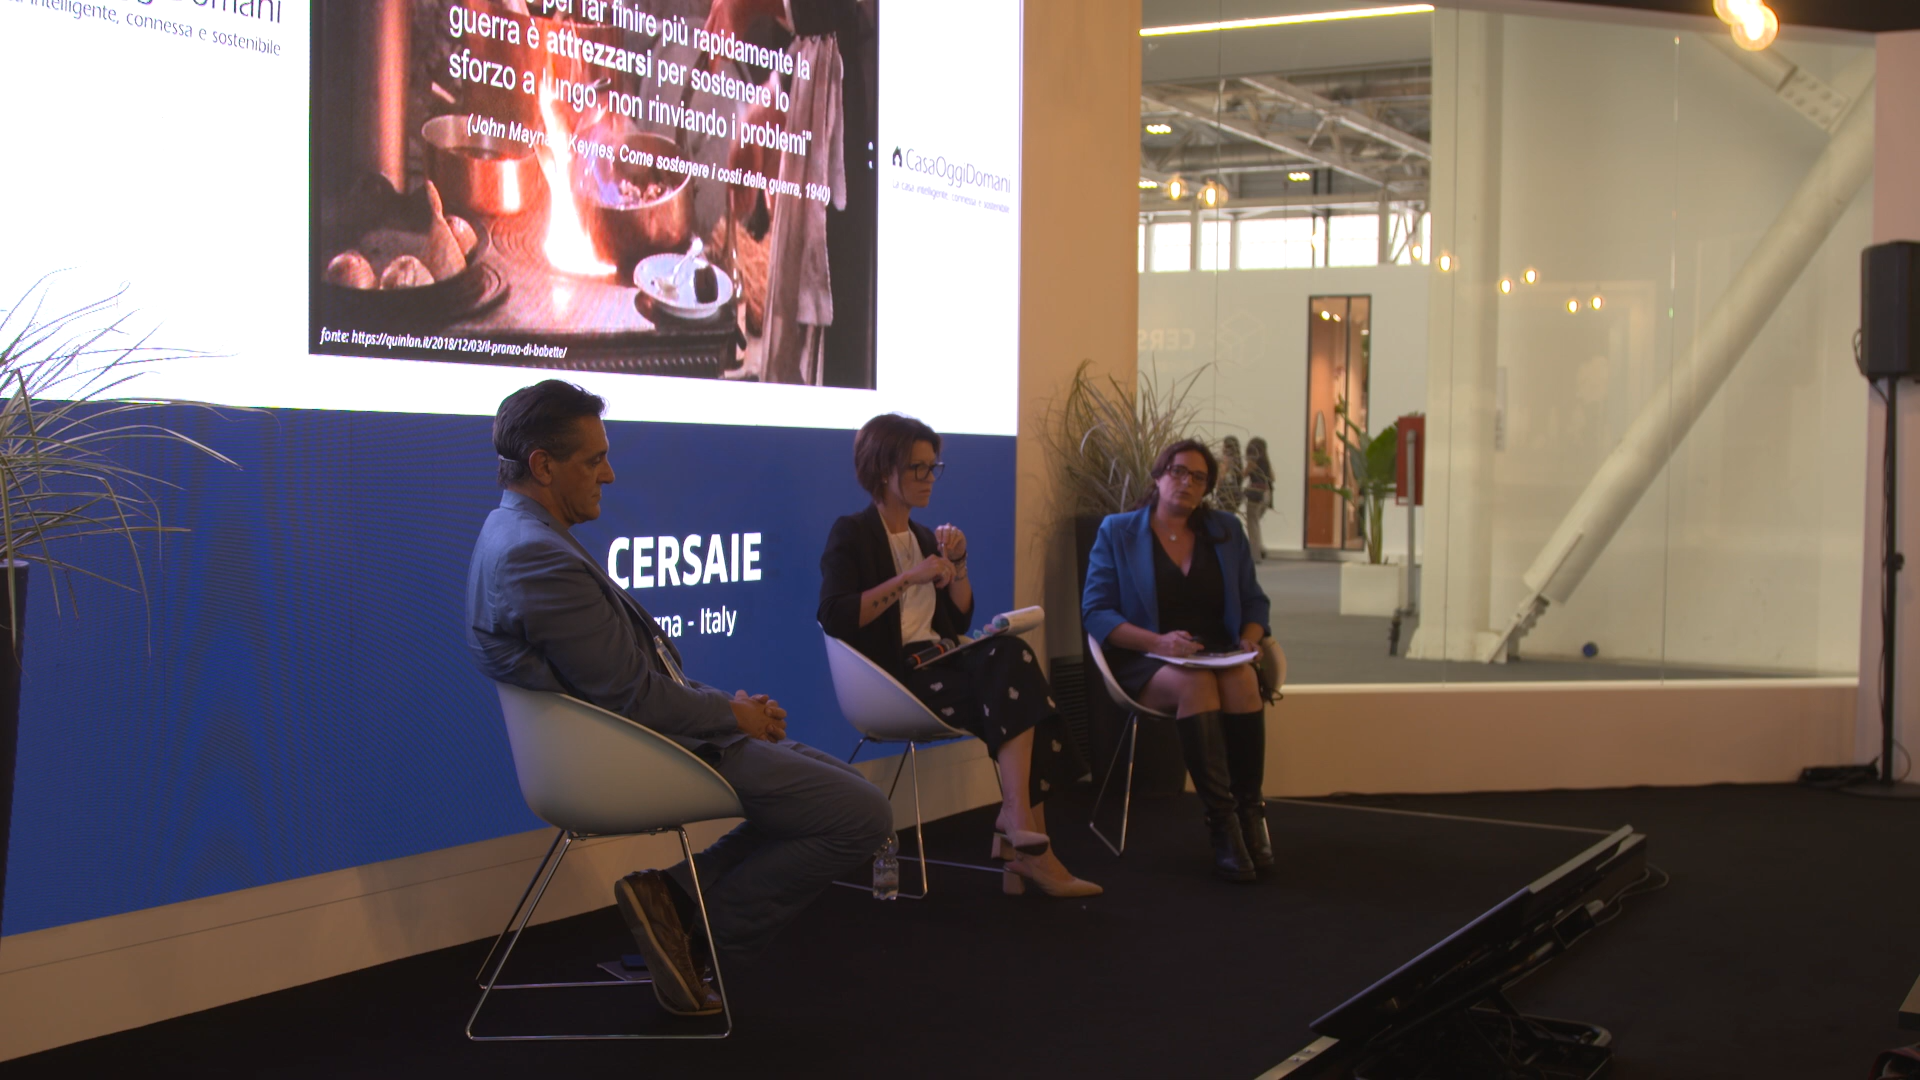 intelligente, connessa e sostenibile
per far finire più rapidamente la
guerra è attrezzarsi per sostenere lo
sforzo a lungo, non rinviando i problemi"
(John Maynard Keynes, Come sostenere i costi della guerra, 1940)
CasaOggiDomani
La casa intelligente, connessa e sostenibile
fonte: https://quinlan.it/2018/12/03/il-pranzo-di-babette/
CERSAIE
gna - Italy